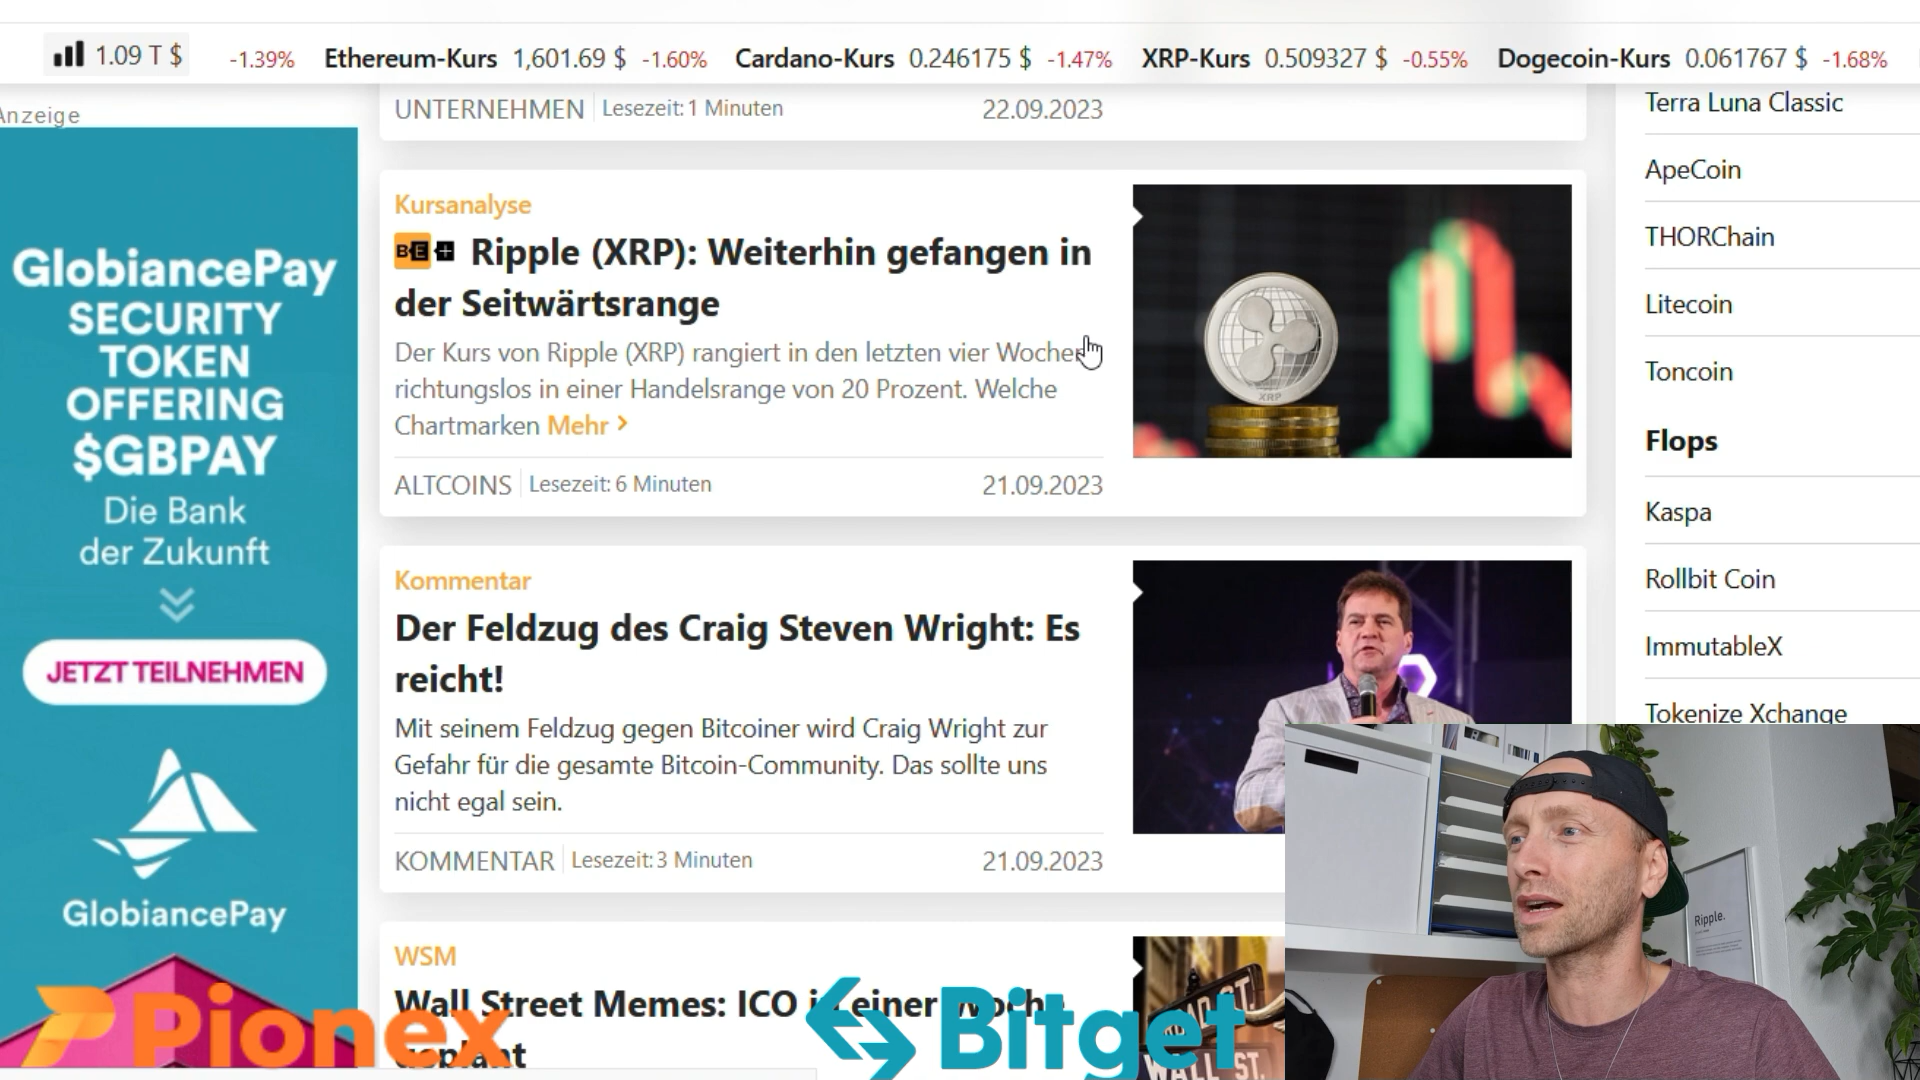 1.09 T $ -1.39% Ethereum-Kurs 1,601.69 $ -1.60% Cardano-Kurs 0.246175 $ -1.47% XRP-Kurs 0.509327 $ -0.55% Dogecoin-Kurs 0.061767 $ -1.68%
Anzeige
GlobiancePay
SECURITY
TOKEN
OFFERING
$GBPAY
Die Bank
der Zukunft
JETZT TEILNEHMEN
GlobiancePay
UNTERNEHMEN Lesezeit: 1 Minuten 22.09.2023
Kursanalyse
BE+ Ripple (XRP): Weiterhin gefangen in
der Seitwärtsrange
Der Kurs von Ripple (XRP) rangiert in den letzten vier Wochen
richtungslos in einer Handelsrange von 20 Prozent. Welche
Chartmarken Mehr >
ALTCOINS Lesezeit: 6 Minuten 21.09.2023
XRP
Kommentar
Der Feldzug des Craig Steven Wright: Es
reicht!
Mit seinem Feldzug gegen Bitcoiner wird Craig Wright zur
Gefahr für die gesamte Bitcoin-Community. Das sollte uns
nicht egal sein.
KOMMENTAR Lesezeit: 3 Minuten 21.09.2023
WSM
Wall Street Memes: ICO in einer Woche
geplant
WALL ST.
Terra Luna Classic
ApeCoin
THORChain
Litecoin
Toncoin
Flops
Kaspa
Rollbit Coin
ImmutableX
Tokenize Xchange
Ripple.
Pionex
Bitget